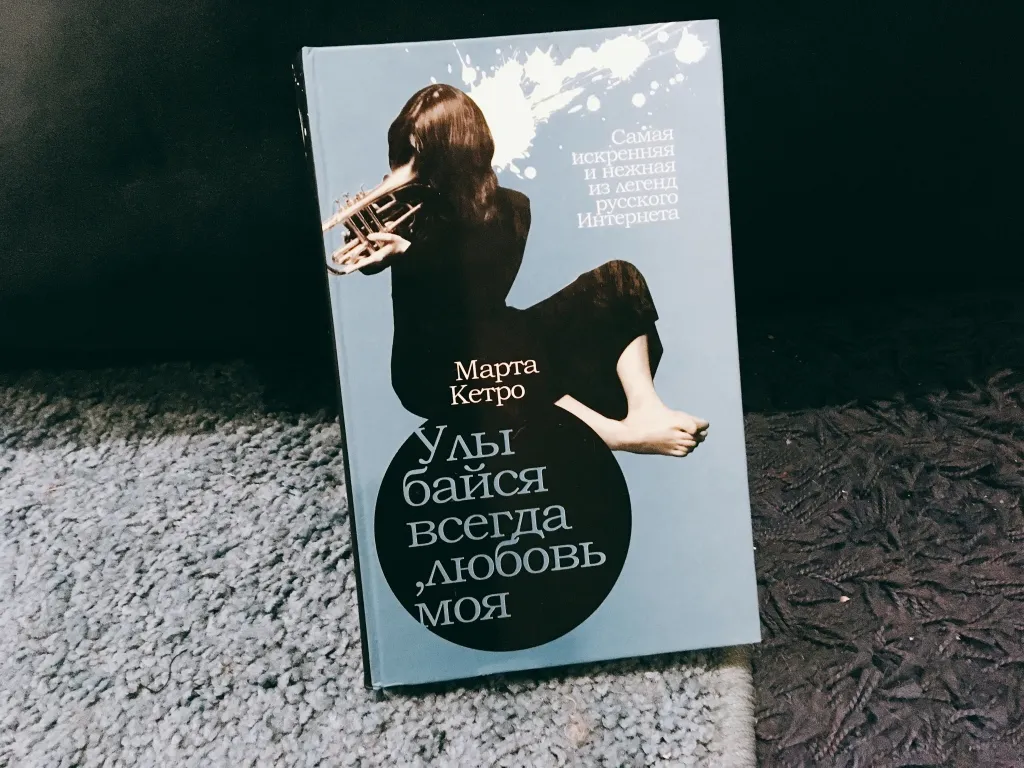 Самая
искренняя
и нежная
из легенд
русского
Интернета
Марта
Кетро
Улы
байся
всегда
,любовь
моя